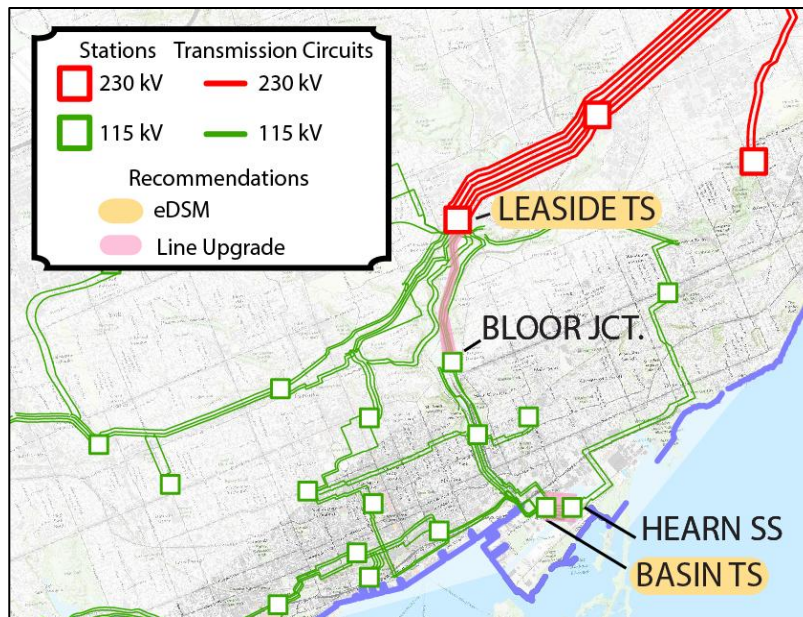 Stations Transmission Circuits
230 kV 230 kV
115 kV 115 kV
Recommendations
eDSM
Line Upgrade
LEASIDE TS
BLOOR JCT.
HEARN SS
BASIN TS